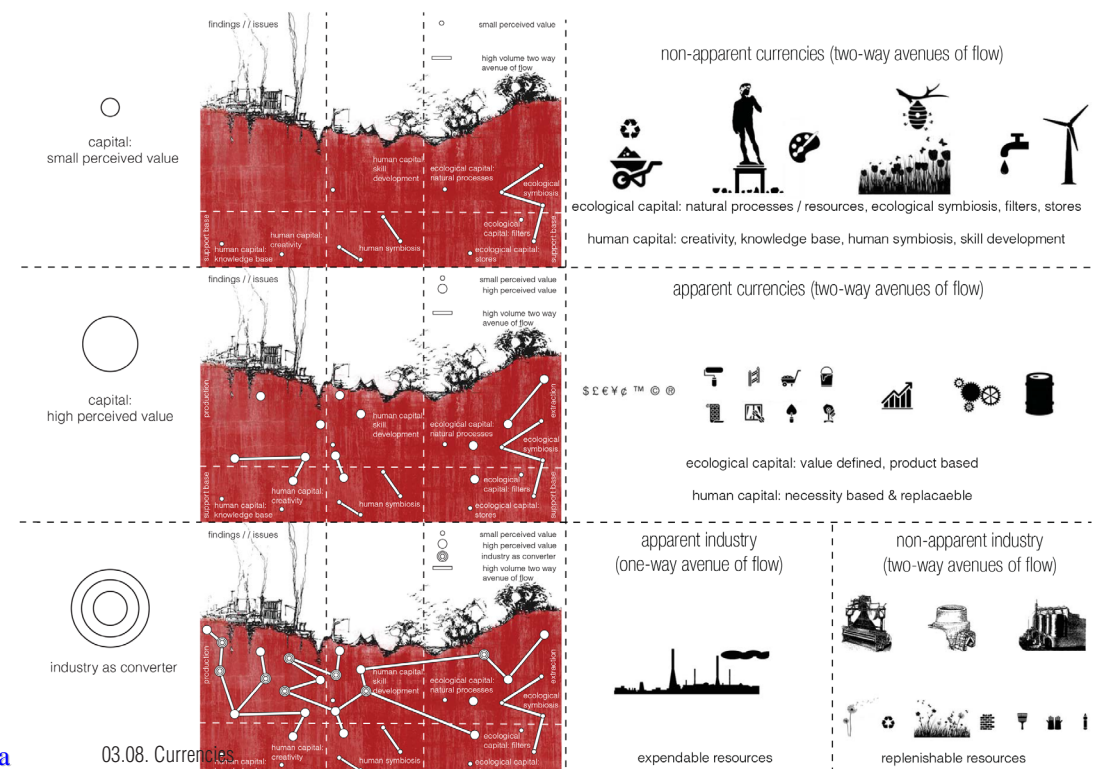 findings / / issues
small perceived value
high volume two way
avenue of flow
capital:
small perceived value
human capital:
skill
development
ecological capital:
natural processes
ecological
symbiosis
support base
human capital:
knowledge base
human capital:
creativity
human symbiosis
ecological
capital: filters
ecological capital:
stores
support base
non-apparent currencies (two-way avenues of flow)
ecological capital: natural processes / resources, ecological symbiosis, filters, stores
human capital: creativity, knowledge base, human symbiosis, skill development
findings / / issues
small perceived value
high perceived value
high volume two way
avenue of flow
capital:
high perceived value
production
human capital:
skill
development
ecological capital:
natural processes
extraction
ecological
symbiosis
support base
human capital:
knowledge base
human capital:
creativity
human symbiosis
ecological
capital: filters
ecological capital:
stores
support base
apparent currencies (two-way avenues of flow)
$£€¥¢ ™ © ®
ecological capital: value defined, product based
human capital: necessity based & replacaeble
findings / / issues
small perceived value
high perceived value
industry as converter
high volume two way
avenue of flow
industry as converter
production
human capital:
skill
development
ecological capital:
natural processes
extraction
ecological
symbiosis
human capital:
creativity
human capital:
human symbiosis
ecological
capital: filters
ecological capital:
apparent industry
(one-way avenue of flow)
expendable resources
non-apparent industry
(two-way avenues of flow)
replenishable resources
a
03.08. Currencies